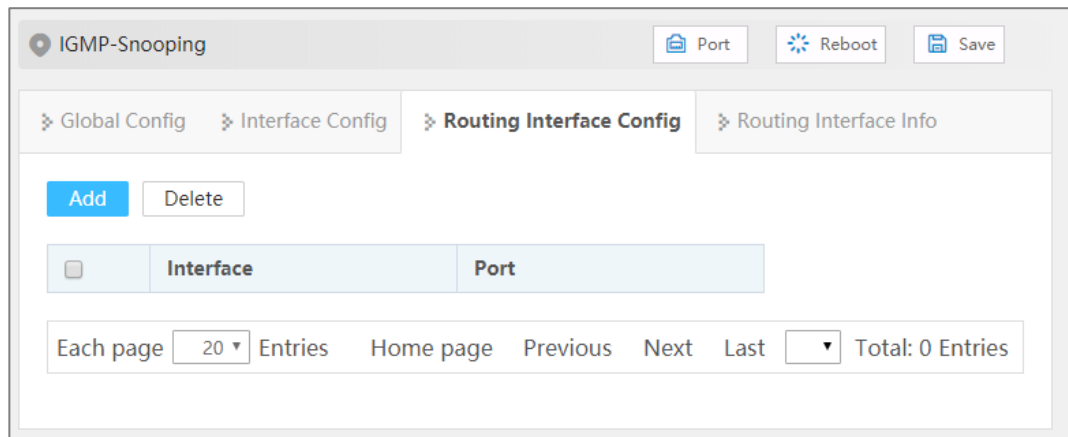 IGMP-Snooping Port Reboot Save
Global Config Interface Config Routing Interface Config Routing Interface Info
Add Delete
Interface Port
Each page 20 Entries Home page Previous Next Last Total: 0 Entries